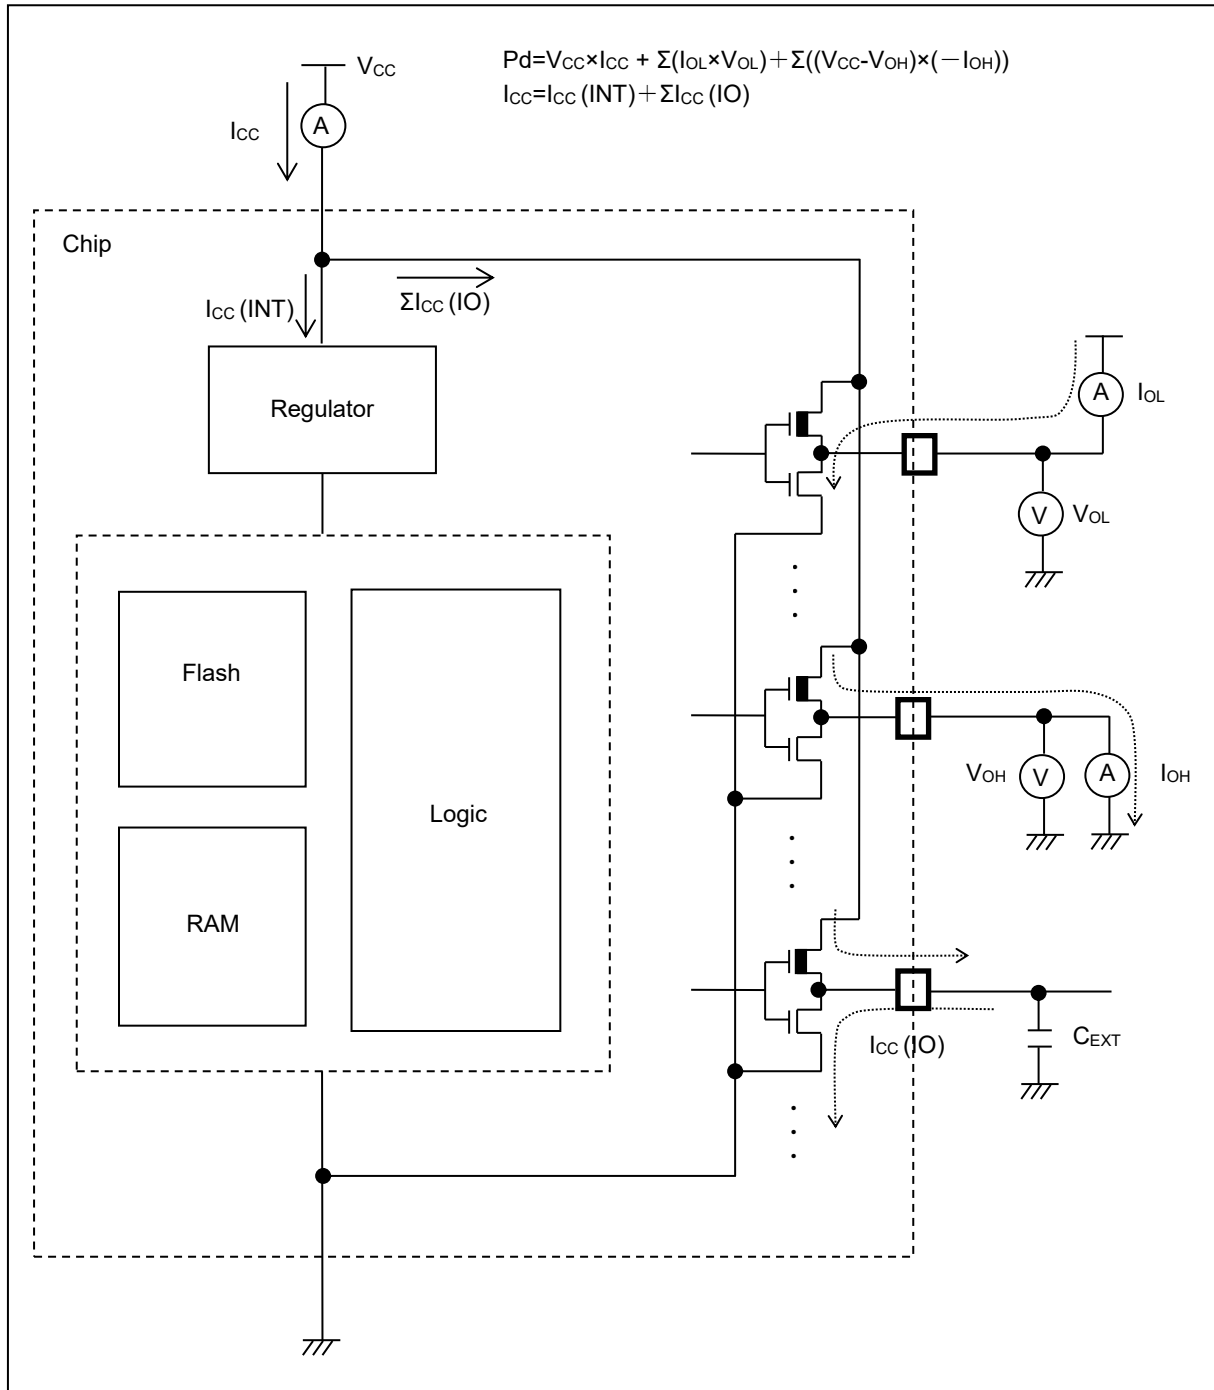 Pd=VCC×ICC + Σ(IOL×VOL)+Σ((VCC-VOH)×(-IOH))
ICC=ICC(INT)+ΣICC(IO)
VCC
A
ICC
Chip
ICC(INT)
ΣICC(IO)
Regulator
A
IOL
V
VOL
Flash
Logic
RAM
VOH
V
A
IOH
ICC(IO)
CEXT